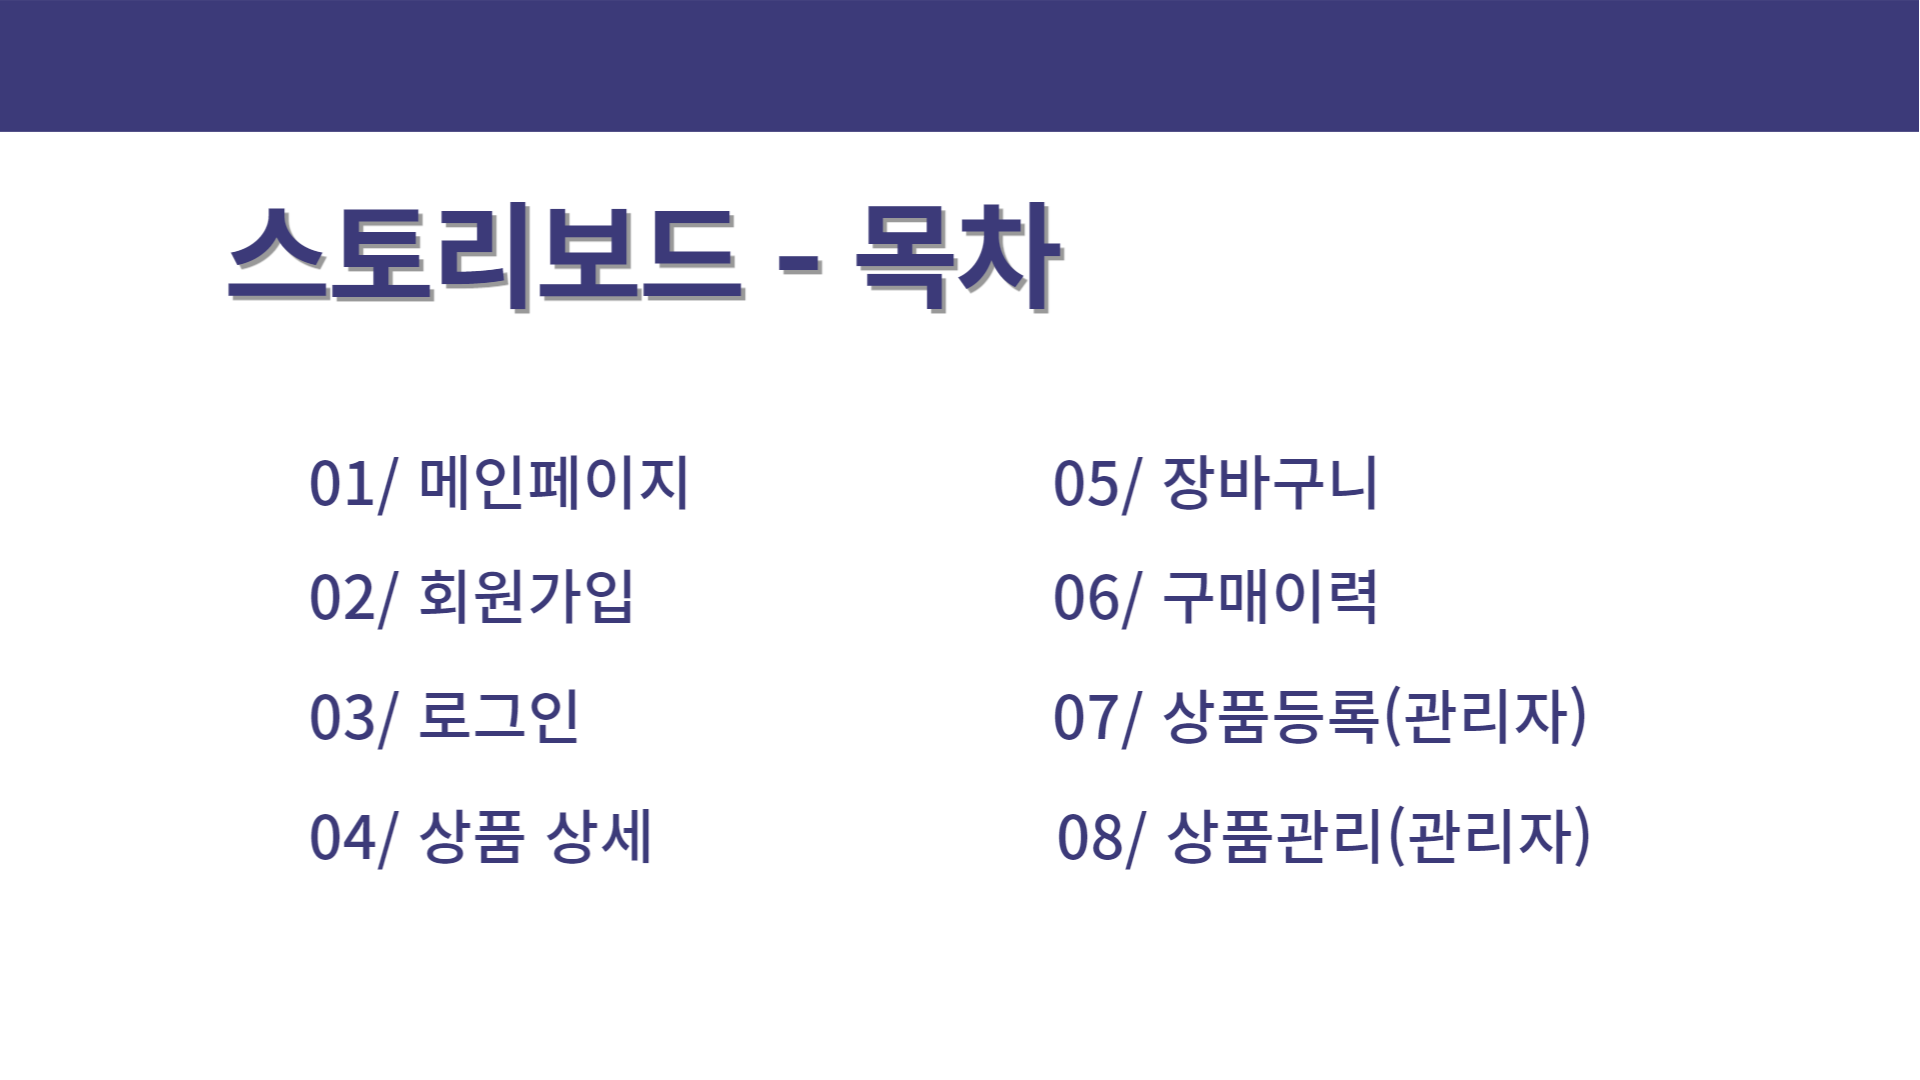 스토리보드 - 목차
01/ 메인페이지
02/ 회원가입
03/ 로그인
04/ 상품 상세
05/ 장바구니
06/ 구매이력
07/ 상품등록(관리자)
08/ 상품관리(관리자)